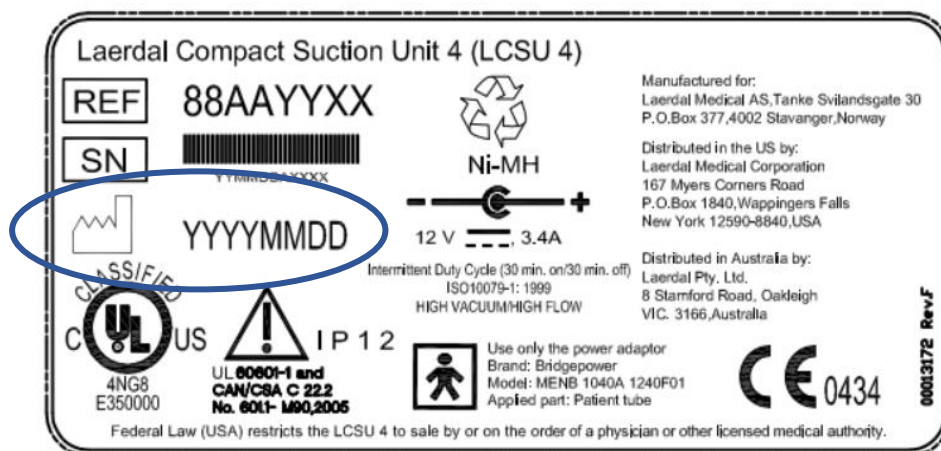 Laerdal Compact Suction Unit 4 (LCSU 4)
REF 88AAYYXX
SN
YYYYMMDD
Ni-MH
12 V , 3.4A
Intermittent Duty Cycle (30 min. on/30 min. off)
ISO10079-1: 1999
HIGH VACUUM/HIGH FLOW
Manufactured for:
Laerdal Medical AS,Tanke Svilandsgate 30
P.O.Box 377,4002 Stavanger,Norway
Distributed in the US by:
Laerdal Medical Corporation
167 Myers Corners Road
P.O.Box 1840,Wappingers Falls
New York 12590-8840,USA
Distributed in Australia by:
Laerdal Pty. Ltd.
8 Stamford Road, Oakleigh
VIC. 3166,Australia
CLASSIFIED
C UL US
4NG8
E350000
IP12
UL 60601-1 and
CAN/CSA C 22.2
No. 601.1- M90,2005
Use only the power adaptor
Brand: Bridgepower
Model: MENB 1040A 1240F01
Applied part: Patient tube
CE 0434
000013172 Rev.F
Federal Law (USA) restricts the LCSU 4 to sale by or on the order of a physician or other licensed medical authority.